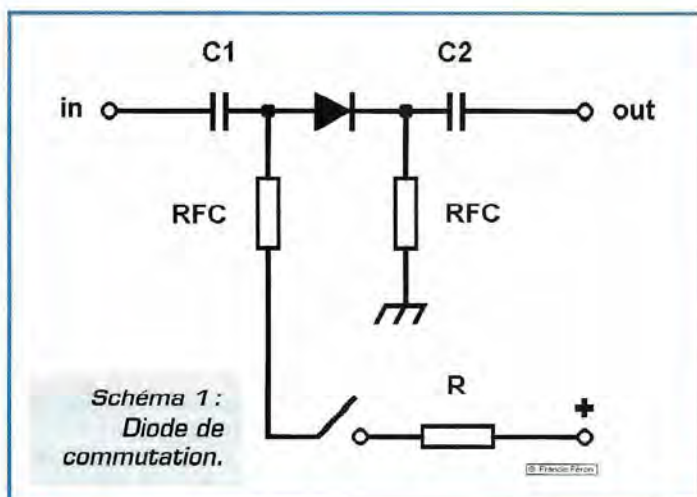 C1
C2
in
out
RFC
RFC
R
+
Schéma 1 :
Diode de
commutation.
© Francis Féron